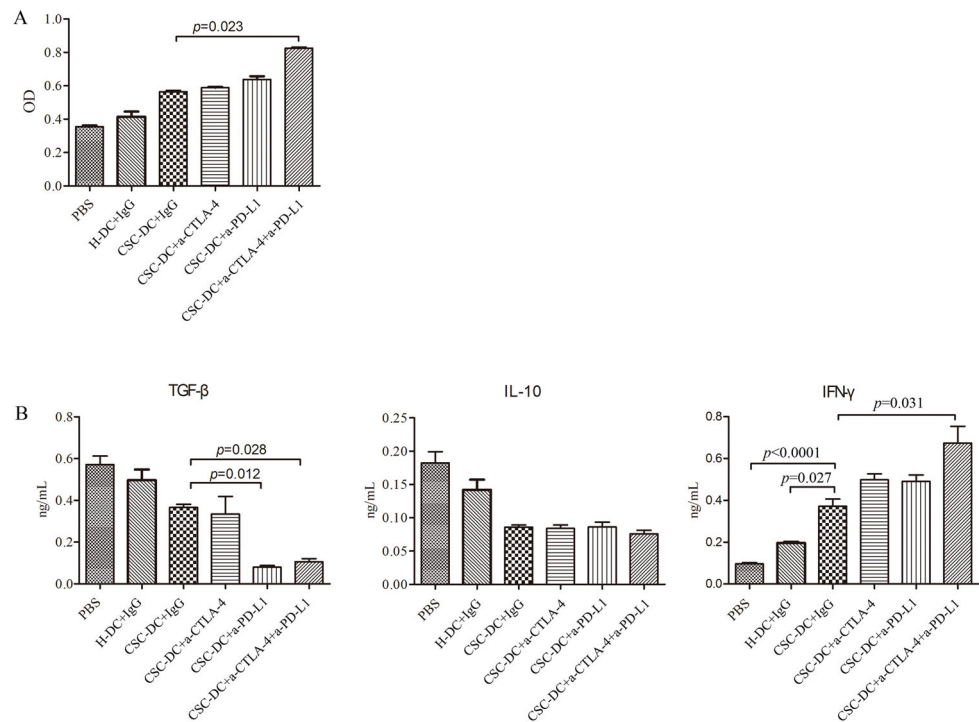 A
p=0.023
1.0
0.8
0.6
0.4
0.2
0.0
OD
PBS
H-DC+IgG
CSC-DC+IgG
CSC-DC+a-CTLA-4
CSC-DC+a-PD-L1
CSC-DC+a-CTLA-4+a-PD-L1
B
TGF-β
0.8
0.6
0.4
0.2
0.0
ng/mL
p=0.028
p=0.012
PBS
H-DC+IgG
CSC-DC+IgG
CSC-DC+a-CTLA-4
CSC-DC+a-PD-L1
CSC-DC+a-CTLA-4+a-PD-L1
IL-10
0.25
0.20
0.15
0.10
0.05
0.00
ng/mL
PBS
H-DC+IgG
CSC-DC+IgG
CSC-DC+a-CTLA-4
CSC-DC+a-PD-L1
CSC-DC+a-CTLA-4+a-PD-L1
IFN-γ
0.8
0.6
0.4
0.2
0.0
ng/mL
p=0.031
p<0.0001
p=0.027
PBS
H-DC+IgG
CSC-DC+IgG
CSC-DC+a-CTLA-4
CSC-DC+a-PD-L1
CSC-DC+a-CTLA-4+a-PD-L1